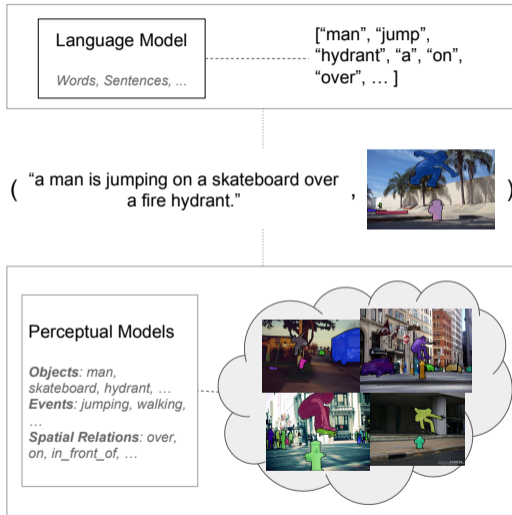 Language Model
Words, Sentences, ...
["man", "jump"
"hydrant", "a", "on",
"over", ... ]
( "a man is jumping on a skateboard over
a fire hydrant." , )
Perceptual Models
Objects: man,
skateboard, hydrant, ...
Events: jumping, walking,
...
Spatial Relations: over,
on, in_front_of, ...